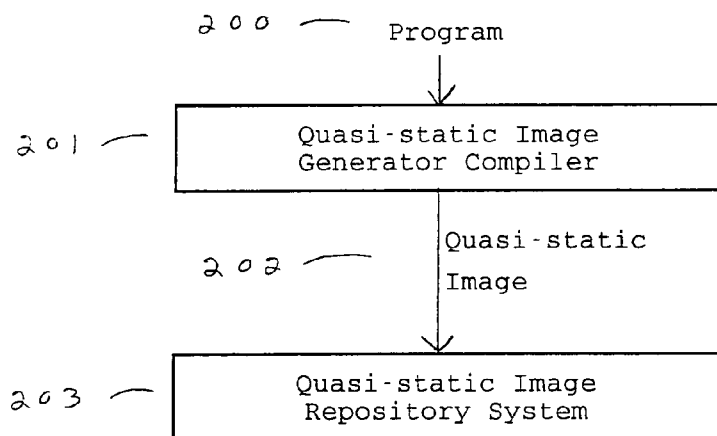 200 Program
201 Quasi-static Image
Generator Compiler
202 Quasi-static
Image
203 Quasi-static Image
Repository System